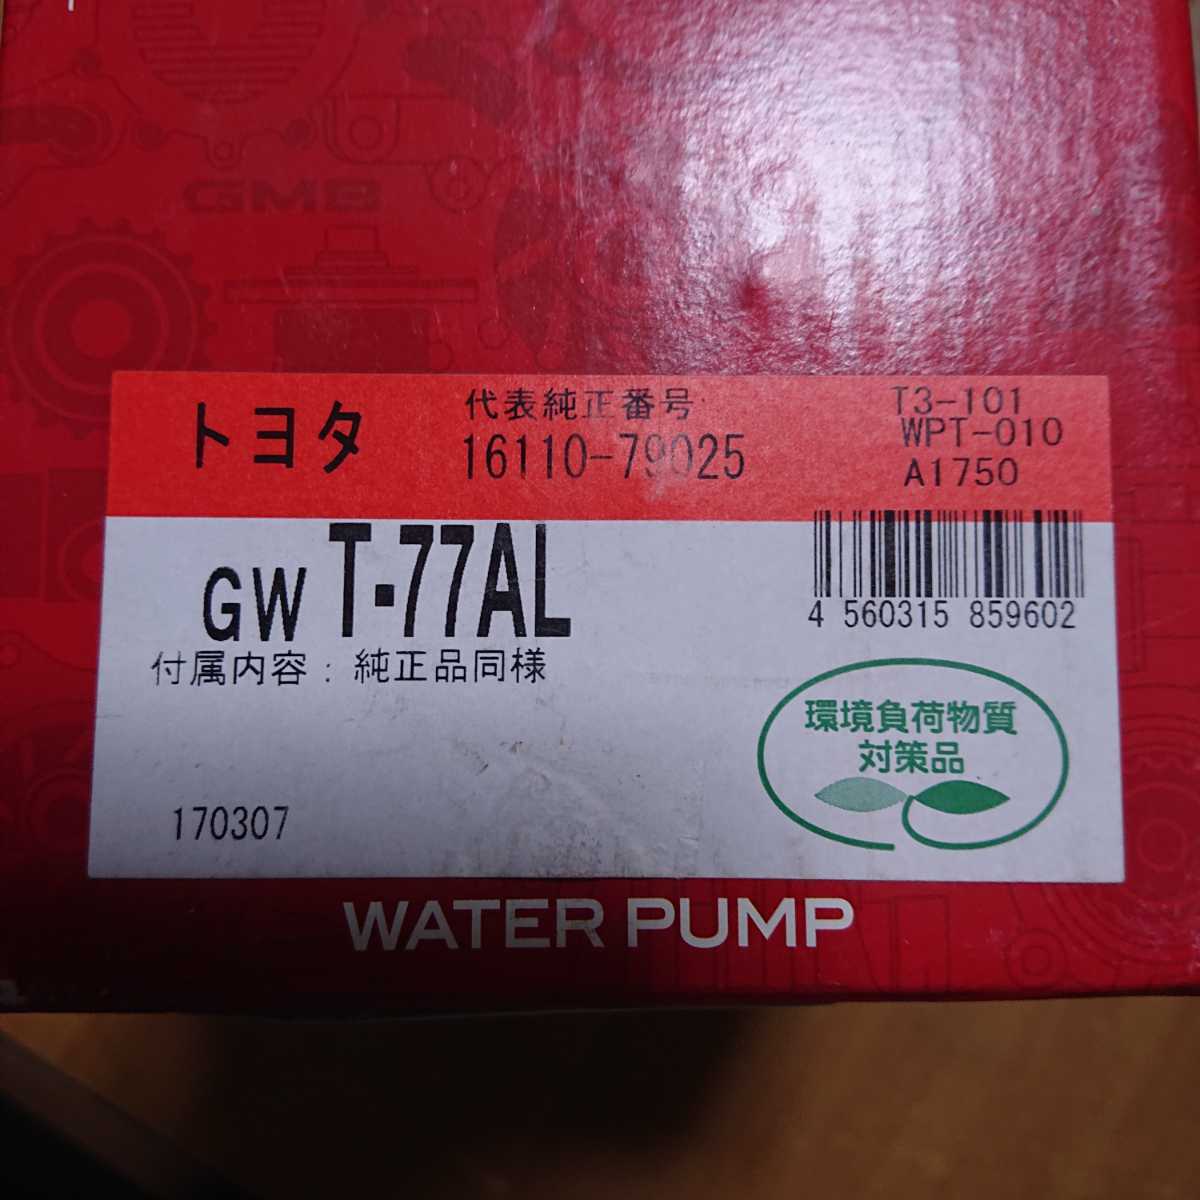 GMB
トヨタ
代表純正番号
16110-79025
T3-101
WPT-010
A1750
GW T-77AL
4 560315 859602
付属内容：純正品同様
環境負荷物質
対策品
170307
WATER PUMP